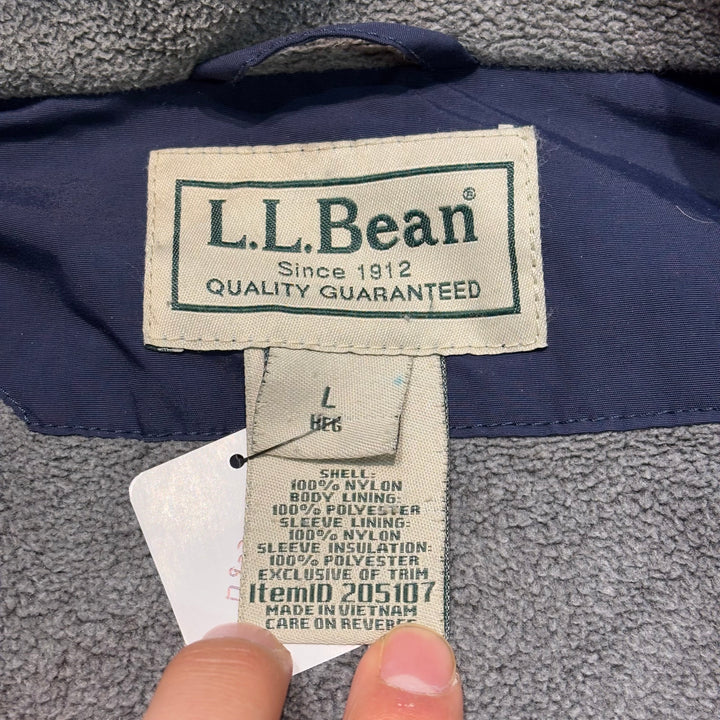 L.L.Bean®
Since 1912
QUALITY GUARANTEED
L
REG
SHELL:
100% NYLON
BODY LINING:
100% POLYESTER
SLEEVE LINING:
100% NYLON
SLEEVE INSULATION:
100% POLYESTER
EXCLUSIVE OF TRIM
ItemID 205107
MADE IN VIETNAM
CARE ON REVERSE